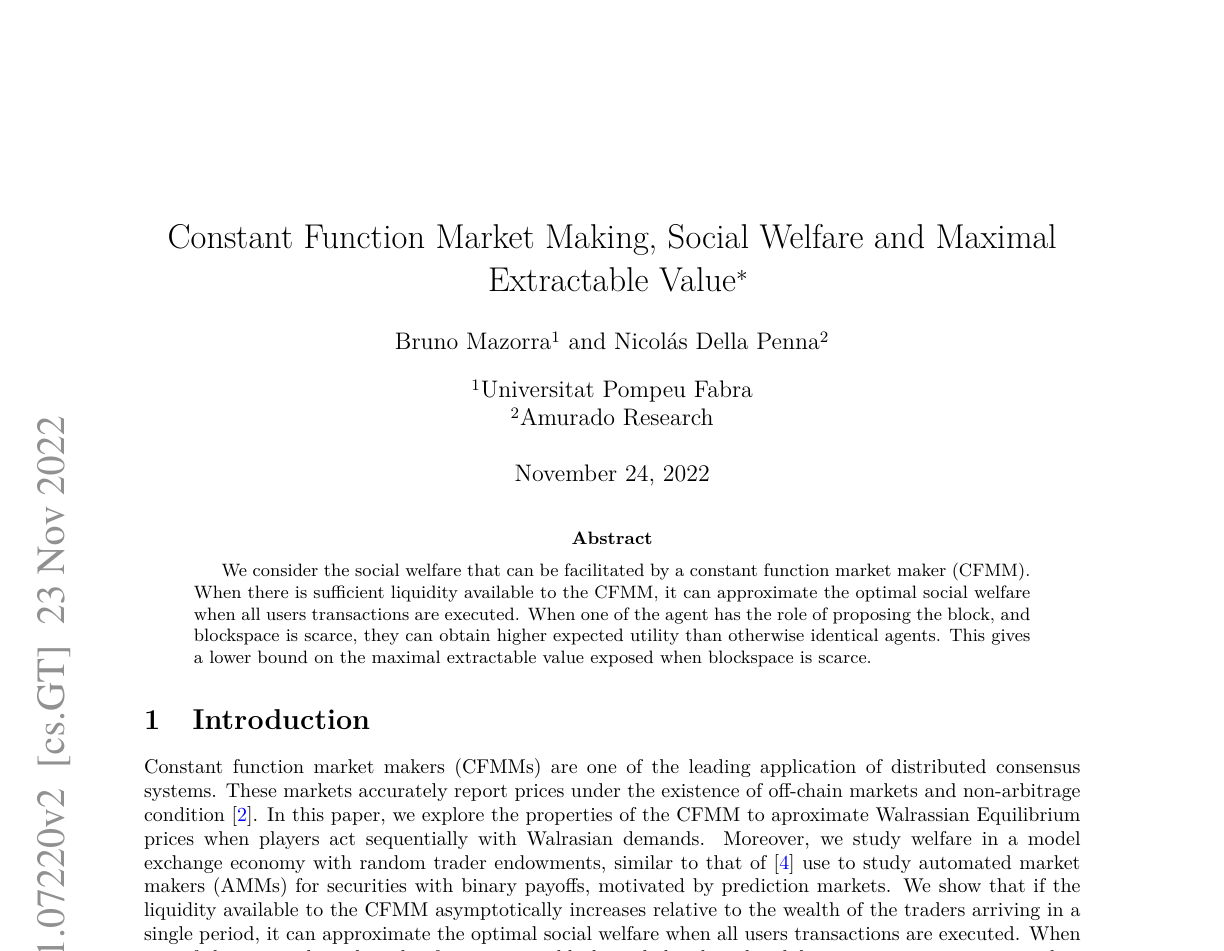 Constant Function Market Making, Social Welfare and Maximal
Extractable Value*
Bruno Mazorra¹ and Nicolás Della Penna²
¹Universitat Pompeu Fabra
²Amurado Research
November 24, 2022
Abstract
We consider the social welfare that can be facilitated by a constant function market maker (CFMM).
When there is sufficient liquidity available to the CFMM, it can approximate the optimal social welfare
when all users transactions are executed. When one of the agent has the role of proposing the block, and
blockspace is scarce, they can obtain higher expected utility than otherwise identical agents. This gives
a lower bound on the maximal extractable value exposed when blockspace is scarce.
1 Introduction
Constant function market makers (CFMMs) are one of the leading application of distributed consensus
systems. These markets accurately report prices under the existence of off-chain markets and non-arbitrage
condition [2]. In this paper, we explore the properties of the CFMM to aproximate Walrassian Equilibrium
prices when players act sequentially with Walrasian demands. Moreover, we study welfare in a model
exchange economy with random trader endowments, similar to that of [4] use to study automated market
makers (AMMs) for securities with binary payoffs, motivated by prediction markets. We show that if the
liquidity available to the CFMM asymptotically increases relative to the wealth of the traders arriving in a
single period, it can approximate the optimal social welfare when all users transactions are executed. When
1.07220v2 [cs.GT] 23 Nov 2022